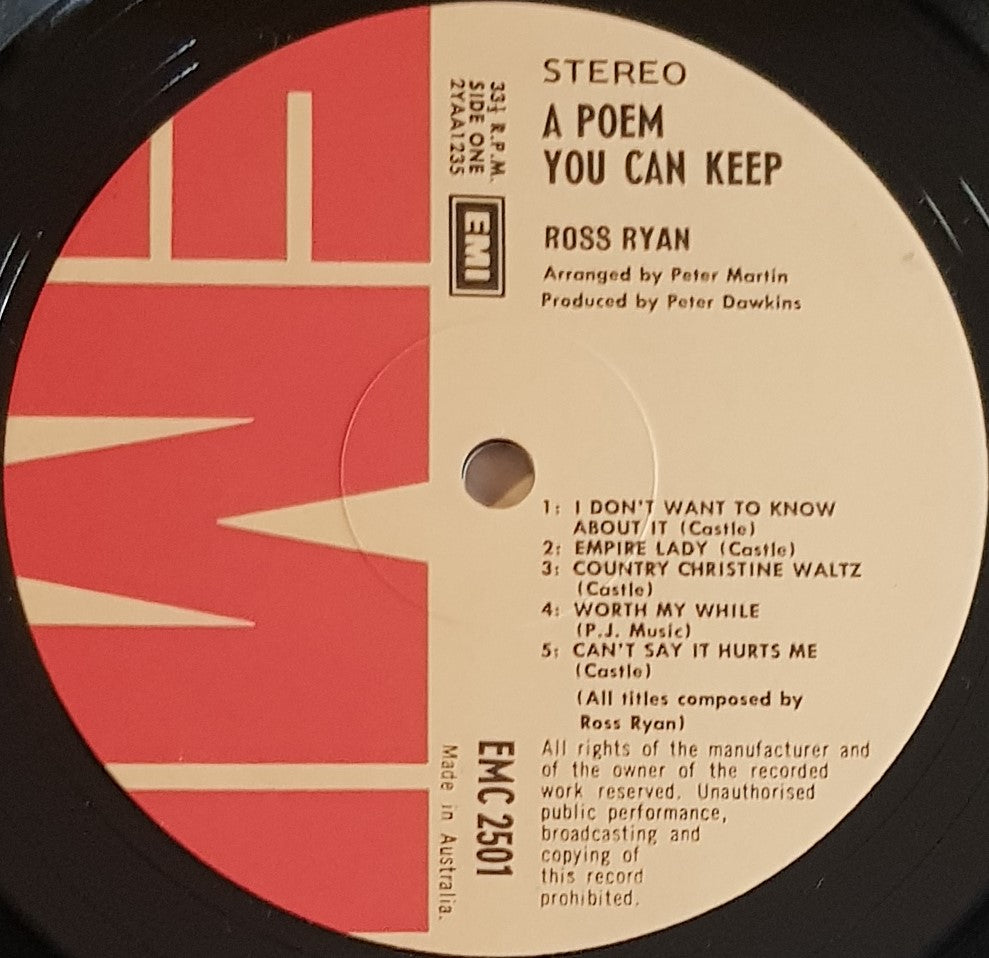 STEREO
A POEM
YOU CAN KEEP
ROSS RYAN
Arranged by Peter Martin
Produced by Peter Dawkins
33⅓ R.P.M.
SIDE ONE
2YAA1235
EMI
1: I DON'T WANT TO KNOW
ABOUT IT (Castle)
2: EMPIRE LADY (Castle)
3: COUNTRY CHRISTINE WALTZ
(Castle)
4: WORTH MY WHILE
(P.J. Music)
5: CAN'T SAY IT HURTS ME
(Castle)
(All titles composed by
Ross Ryan)
All rights of the manufacturer and
of the owner of the recorded
work reserved. Unauthorised
public performance,
broadcasting and
copying of
this record
prohibited.
EMC 2501
Made in Australia.
EMI